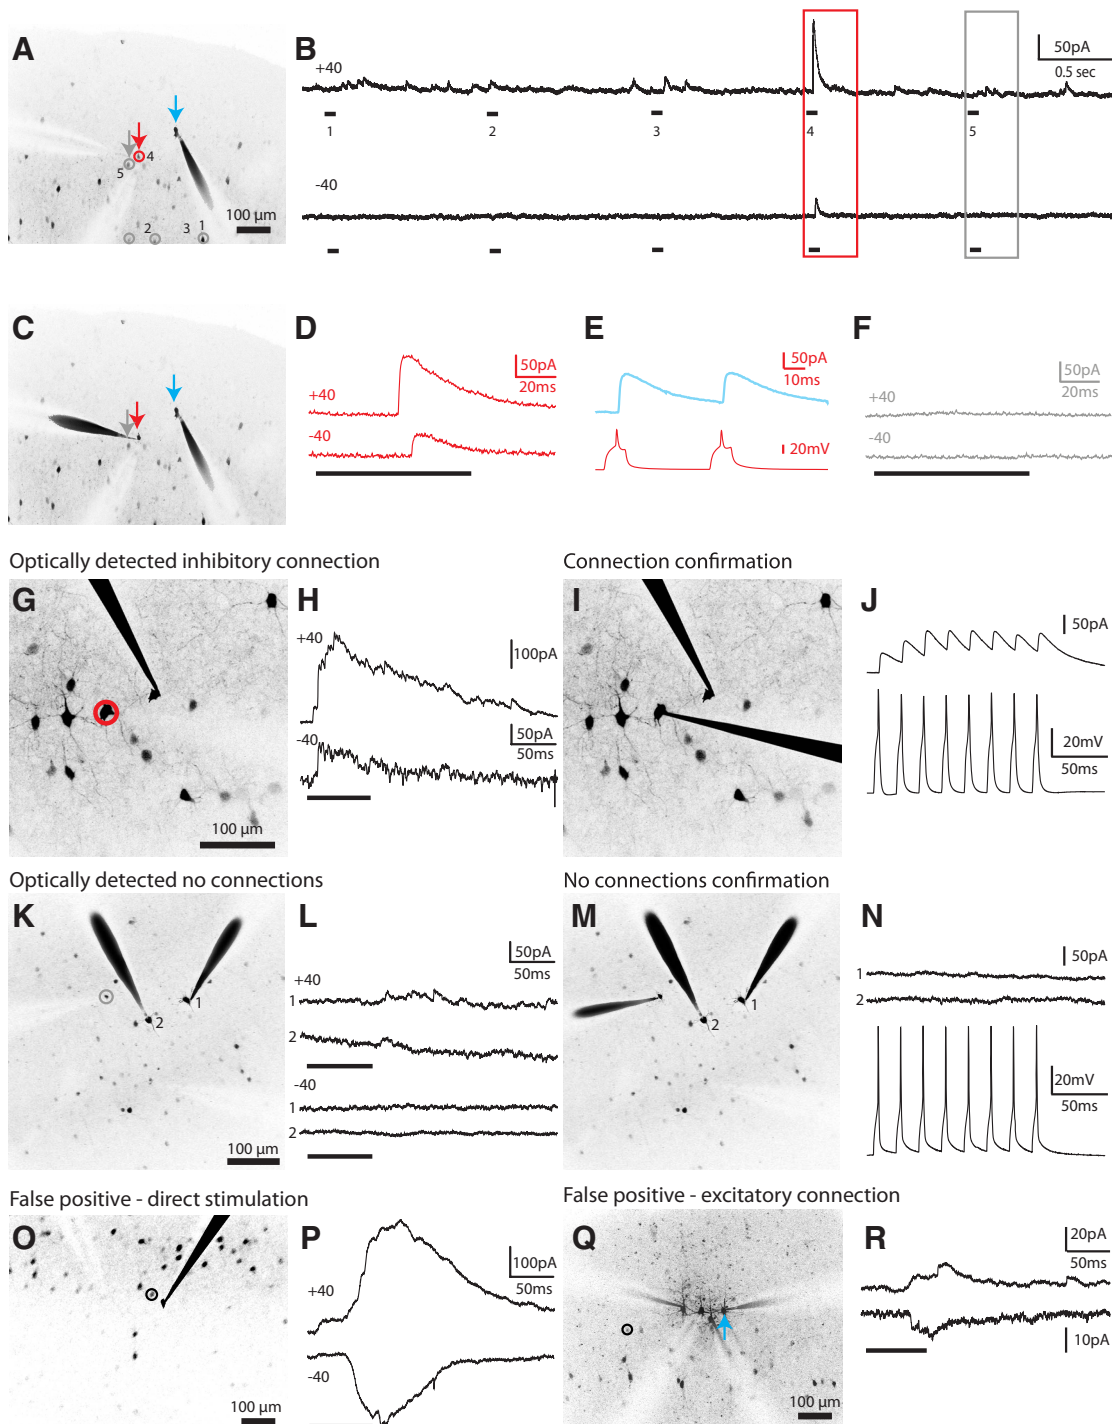 A
4
5
2
3
1
100 µm
B
+40
50pA
0.5 sec
1
2
3
4
5
-40
C
D
50pA
20ms
+40
-40
E
50pA
10ms
20mV
F
50pA
20ms
+40
-40
Optically detected inhibitory connection
Connection confirmation
G
100 µm
H
+40
100pA
-40
50pA
50ms
I
J
50pA
20mV
50ms
Optically detected no connections
No connections confirmation
K
1
2
100 µm
L
50pA
50ms
+40
1
2
-40
1
2
M
1
2
N
50pA
1
2
20mV
50ms
False positive - direct stimulation
False positive - excitatory connection
O
100 µm
P
100pA
50ms
+40
-40
Q
100 µm
R
20pA
50ms
10pA